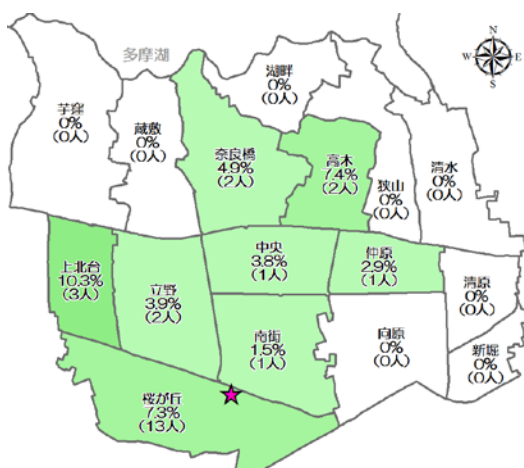 多摩湖
N
W
E
S
湖畔
0%
(0人)
芋窪
0%
(0人)
蔵敷
0%
(0人)
奈良橋
4.9%
(2人)
高木
7.4%
(2人)
狭山
0%
(0人)
清水
0%
(0人)
上北台
10.3%
(3人)
立野
3.9%
(2人)
中央
3.8%
(1人)
仲原
2.9%
(1人)
清原
0%
(0人)
南街
1.5%
(1人)
向原
0%
(0人)
新堀
0%
(0人)
桜が丘
7.3%
(13人)